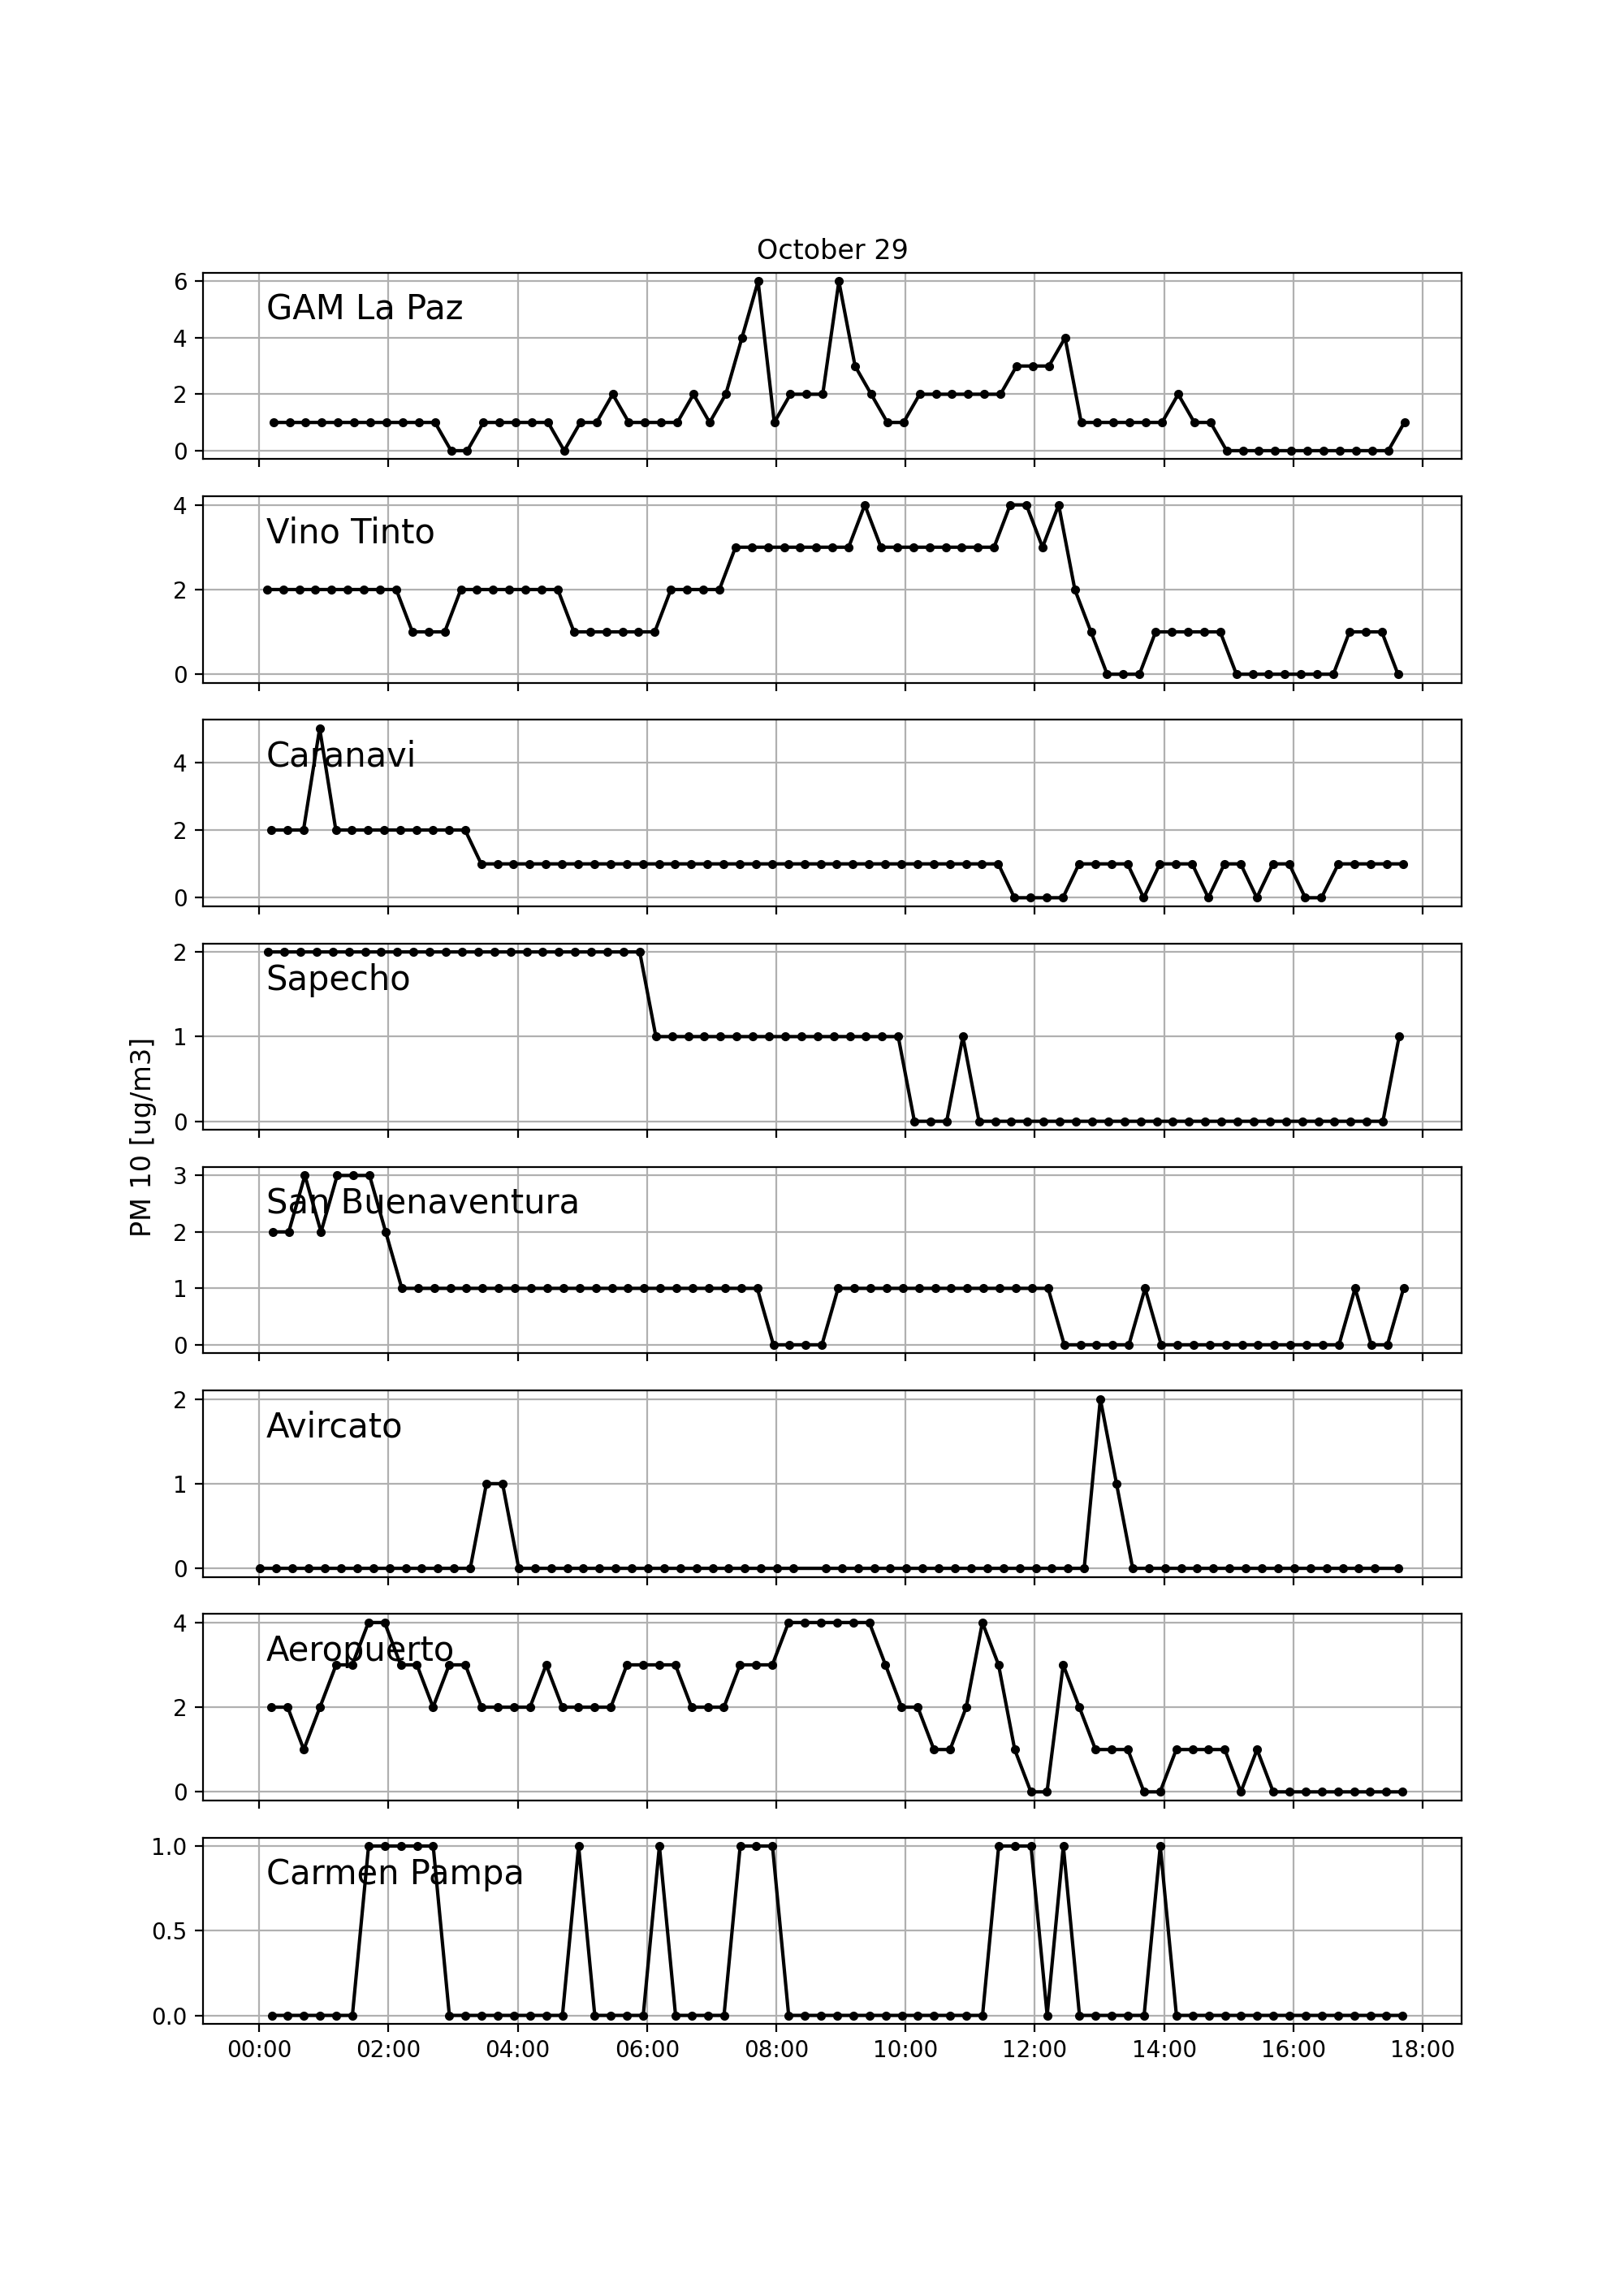 October 29
6
GAM La Paz
4
2
0
4
Vino Tinto
2
0
Caranavi
4
2
0
2
Sapecho
1
0
PM 10 [ug/m3]
3
San Buenaventura
2
1
0
2
Avircato
1
0
4
Aeropuerto
2
0
1.0
Carmen Pampa
0.5
0.0
00:00 02:00 04:00 06:00 08:00 10:00 12:00 14:00 16:00 18:00